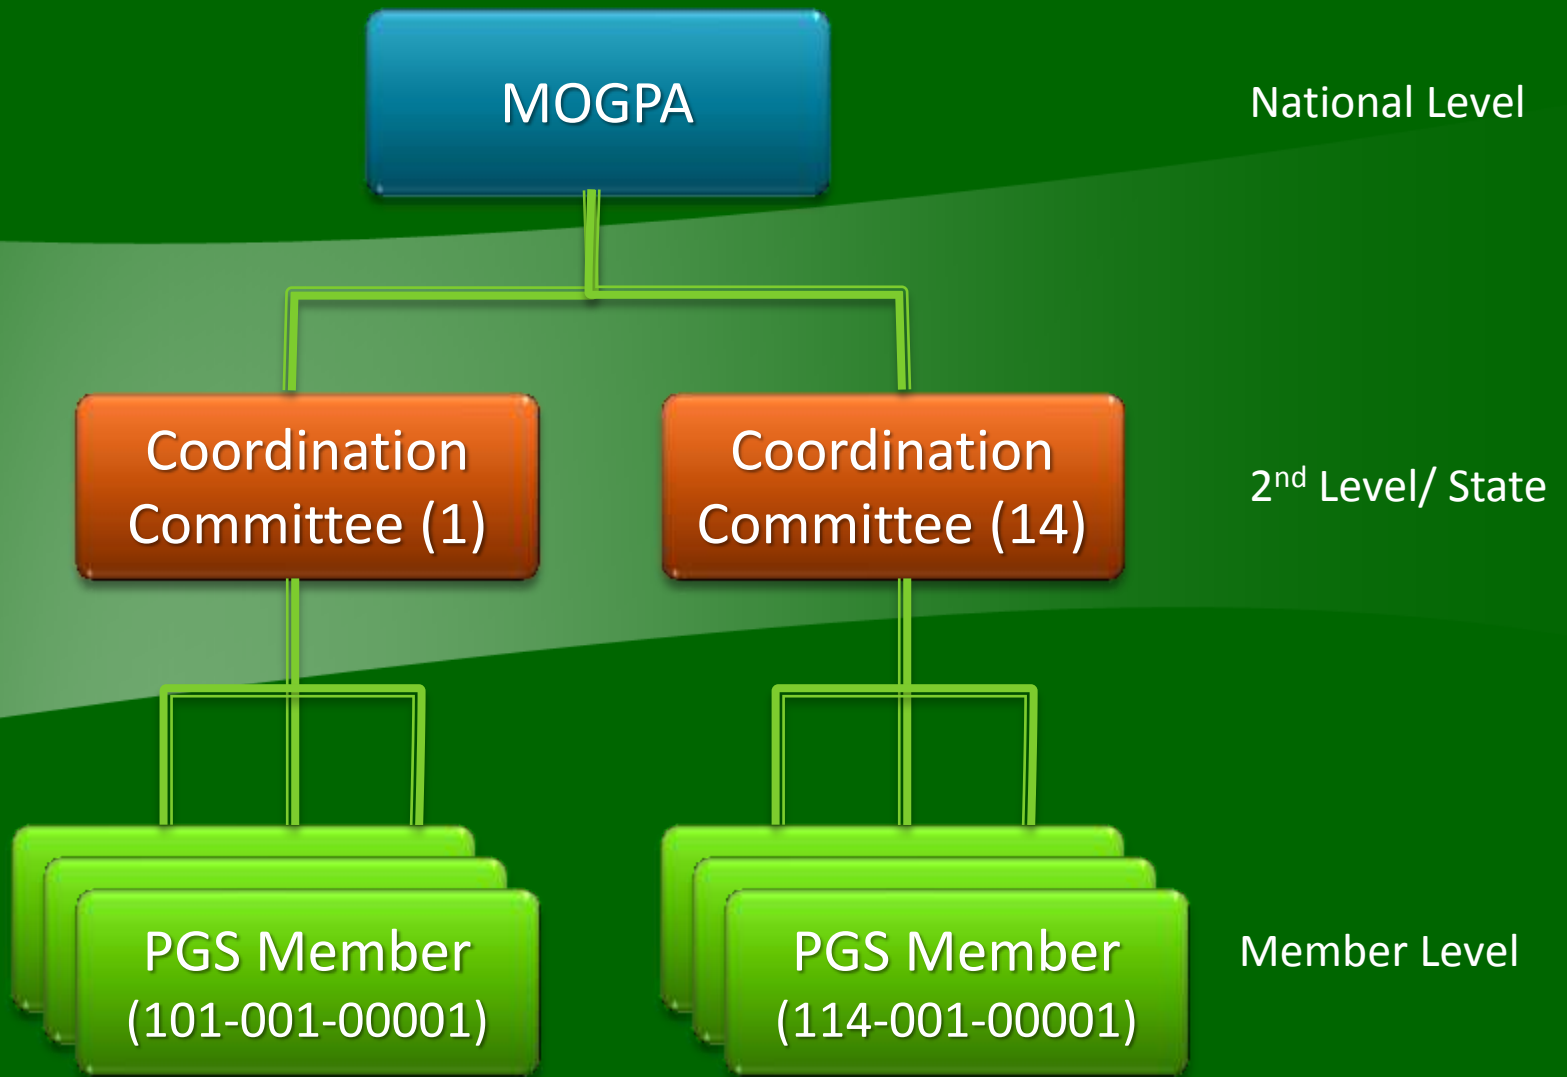 MOGPA
National Level
Coordination
Committee (1)
Coordination
Committee (14)
2nd Level/ State
PGS Member
(101-001-00001)
PGS Member
(114-001-00001)
Member Level